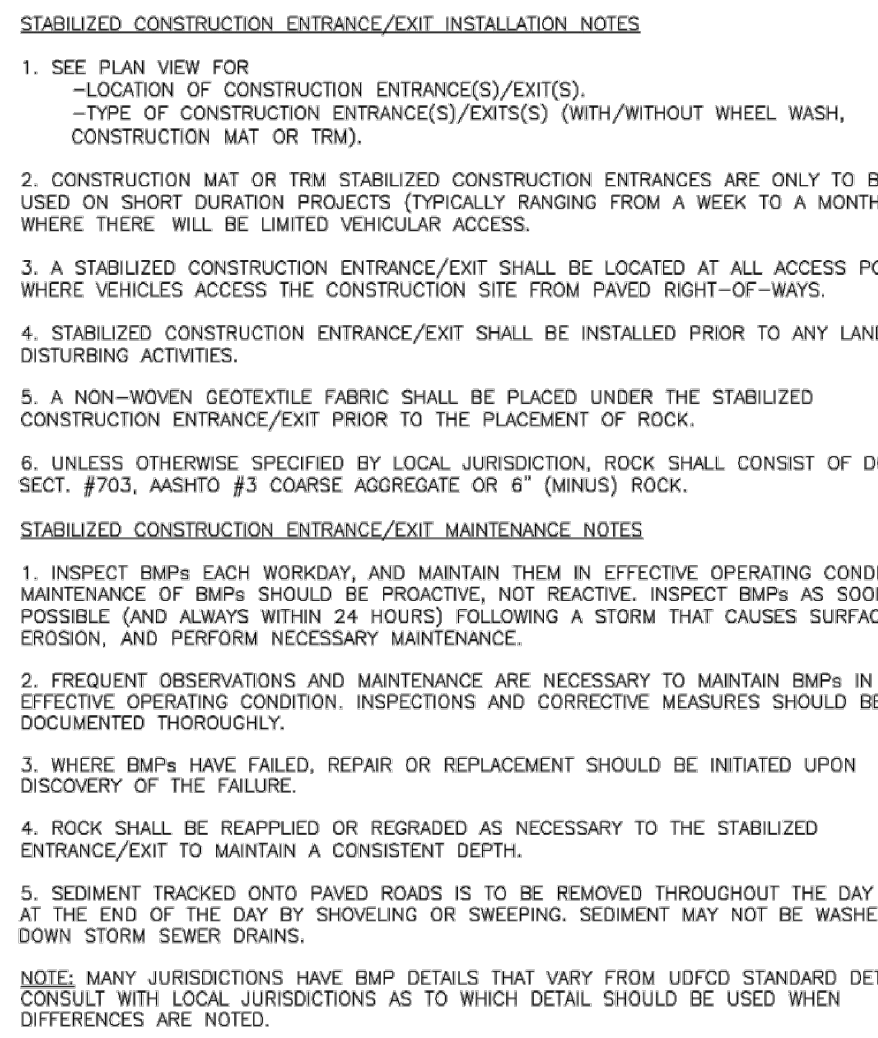 STABILIZED CONSTRUCTION ENTRANCE/EXIT INSTALLATION NOTES
1. SEE PLAN VIEW FOR
-LOCATION OF CONSTRUCTION ENTRANCE(S)/EXIT(S).
-TYPE OF CONSTRUCTION ENTRANCE(S)/EXITS(S) (WITH/WITHOUT WHEEL WASH,
CONSTRUCTION MAT OR TRM).
2. CONSTRUCTION MAT OR TRM STABILIZED CONSTRUCTION ENTRANCES ARE ONLY TO
USED ON SHORT DURATION PROJECTS (TYPICALLY RANGING FROM A WEEK TO A MONTH
WHERE THERE WILL BE LIMITED VEHICULAR ACCESS.
3. A STABILIZED CONSTRUCTION ENTRANCE/EXIT SHALL BE LOCATED AT ALL ACCESS
WHERE VEHICLES ACCESS THE CONSTRUCTION SITE FROM PAVED RIGHT-OF-WAYS.
4. STABILIZED CONSTRUCTION ENTRANCE/EXIT SHALL BE INSTALLED PRIOR TO ANY
DISTURBING ACTIVITIES.
5. A NON-WOVEN GEOTEXTILE FABRIC SHALL BE PLACED UNDER THE STABILIZED
CONSTRUCTION ENTRANCE/EXIT PRIOR TO THE PLACEMENT OF ROCK.
6. UNLESS OTHERWISE SPECIFIED BY LOCAL JURISDICTION, ROCK SHALL CONSIST OF
SECT. #703, AASHTO #3 COARSE AGGREGATE OR 6" (MINUS) ROCK.
STABILIZED CONSTRUCTION ENTRANCE/EXIT MAINTENANCE NOTES
1. INSPECT BMPs EACH WORKDAY, AND MAINTAIN THEM IN EFFECTIVE OPERATING
MAINTENANCE OF BMPs SHOULD BE PROACTIVE, NOT REACTIVE. INSPECT BMPs AS
POSSIBLE (AND ALWAYS WITHIN 24 HOURS) FOLLOWING A STORM THAT CAUSES
EROSION, AND PERFORM NECESSARY MAINTENANCE.
2. FREQUENT OBSERVATIONS AND MAINTENANCE ARE NECESSARY TO MAINTAIN BMPs IN
EFFECTIVE OPERATING CONDITION. INSPECTIONS AND CORRECTIVE MEASURES SHOULD
DOCUMENTED THOROUGHLY.
3. WHERE BMPs HAVE FAILED, REPAIR OR REPLACEMENT SHOULD BE INITIATED UPON
DISCOVERY OF THE FAILURE.
4. ROCK SHALL BE REAPPLIED OR REGRADED AS NECESSARY TO THE STABILIZED
ENTRANCE/EXIT TO MAINTAIN A CONSISTENT DEPTH.
5. SEDIMENT TRACKED ONTO PAVED ROADS IS TO BE REMOVED THROUGHOUT THE DAY
AT THE END OF THE DAY BY SHOVELING OR SWEEPING. SEDIMENT MAY NOT BE
DOWN STORM SEWER DRAINS.
NOTE: MANY JURISDICTIONS HAVE BMP DETAILS THAT VARY FROM UDFCD STANDARD
CONSULT WITH LOCAL JURISDICTIONS AS TO WHICH DETAIL SHOULD BE USED WHEN
DIFFERENCES ARE NOTED.